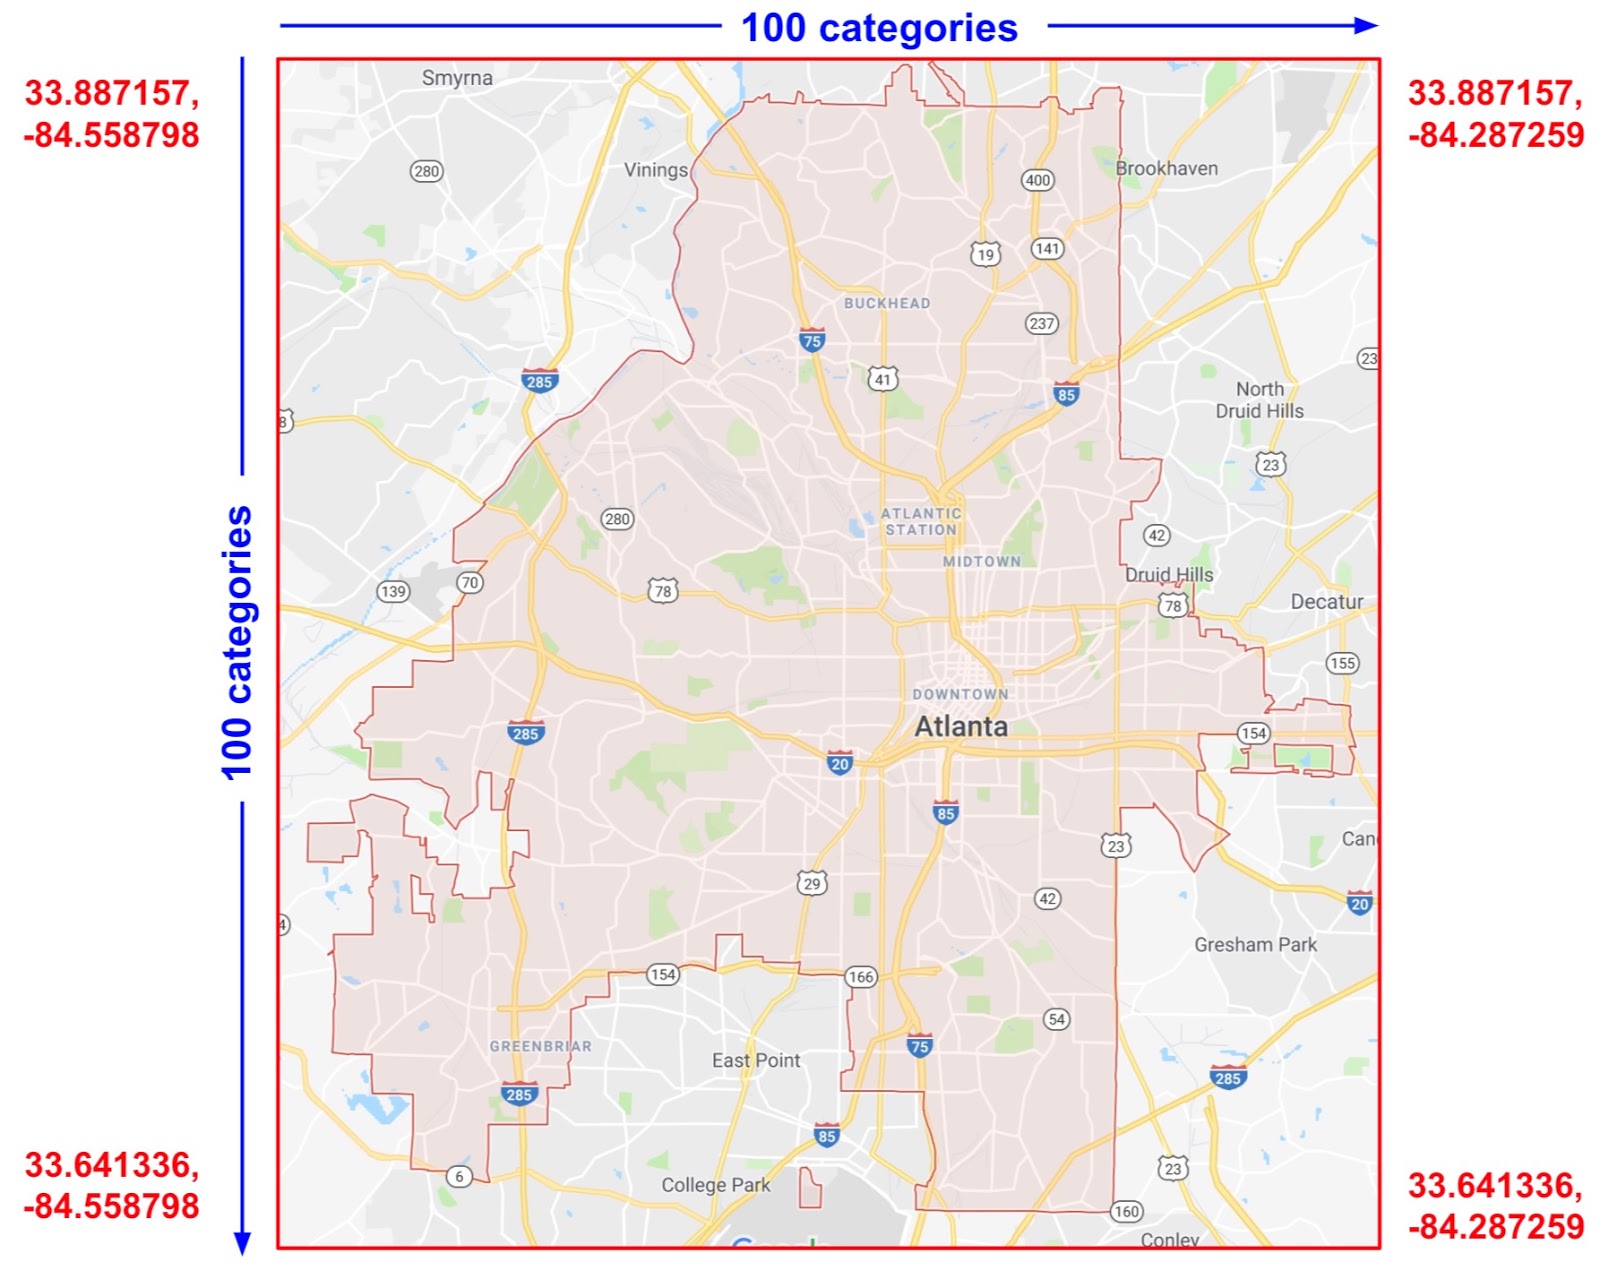 100 categories
33.887157,
-84.558798
33.887157,
-84.287259
Smyrna
280
Vinings
Brookhaven
400
19
141
BUCKHEAD
237
75
41
285
85
23
North
Druid Hills
23
8
280
ATLANTIC
STATION
MIDTOWN
42
Druid Hills
100 categories
139
70
78
78
Decatur
155
DOWNTOWN
Atlanta
285
20
154
85
23
29
42
20
4
Gresham Park
154
166
54
GREENBRIAR
East Point
75
285
285
85
6
College Park
23
160
Conley
33.641336,
-84.558798
33.641336,
-84.287259